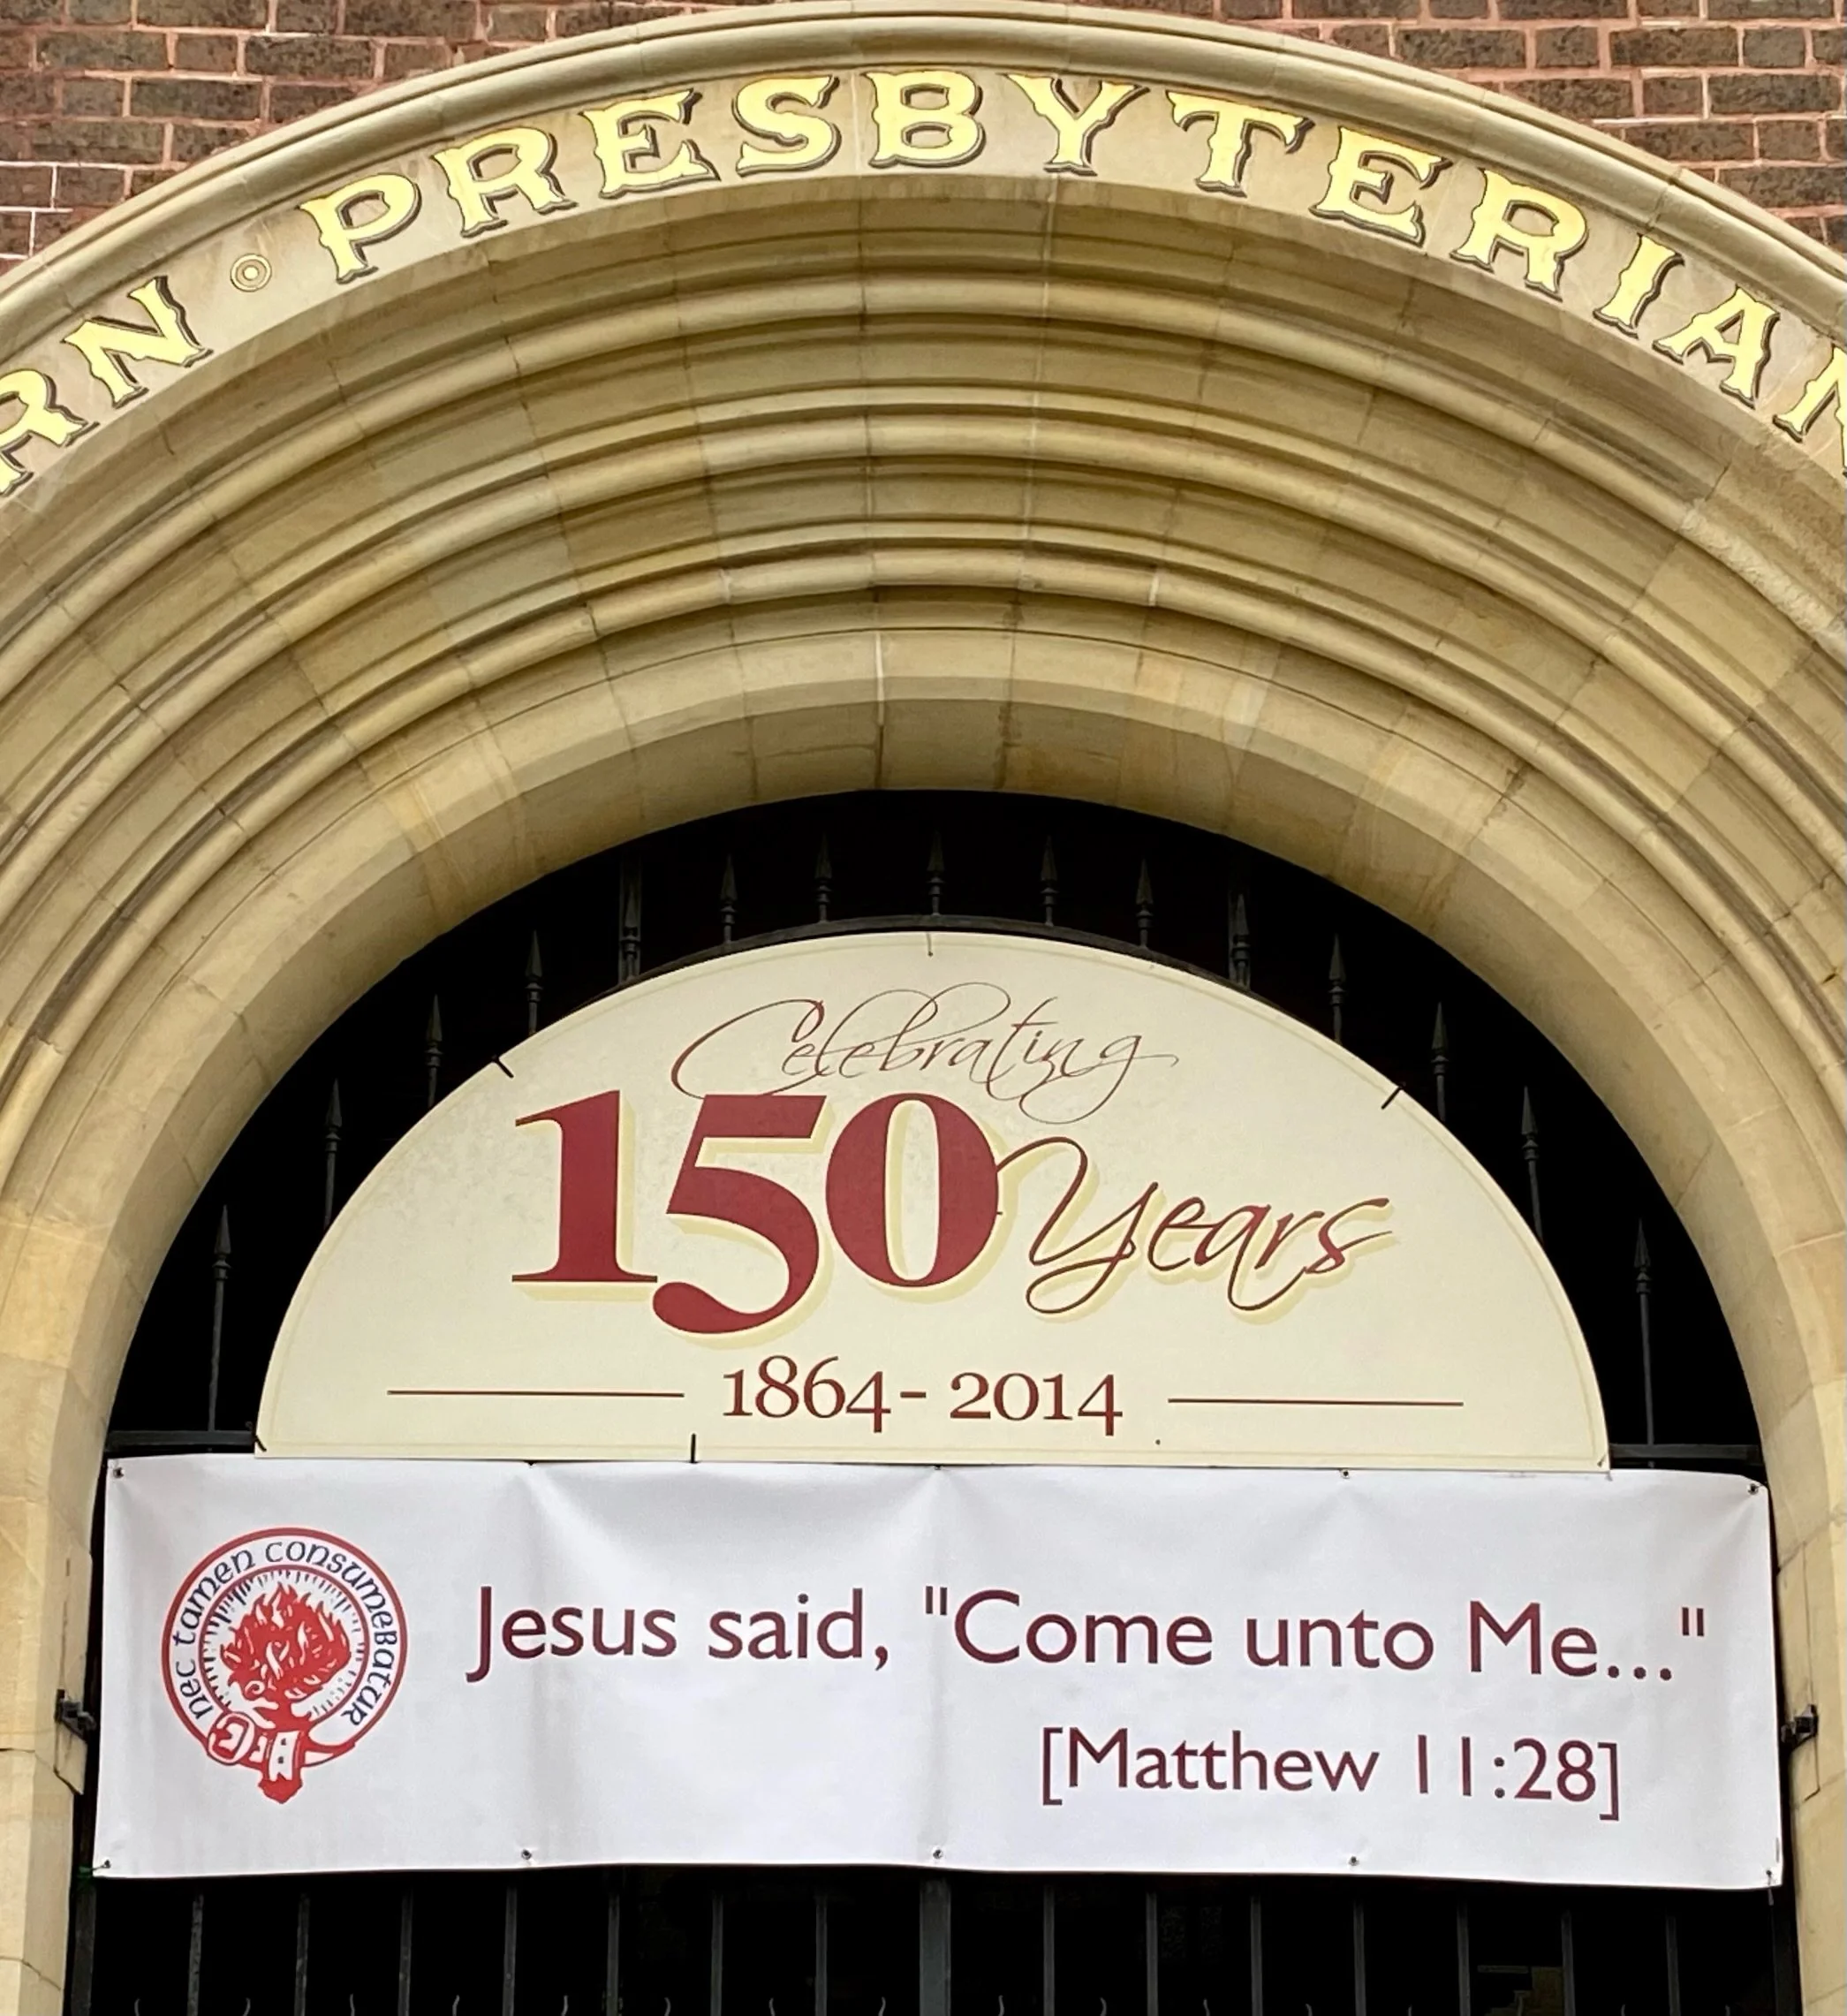 RN · PRESBYTERIAN
Celebrating
150 Years
1864-2014
nec tamen consumebatur
Jesus said, "Come unto Me..."
[Matthew 11:28]